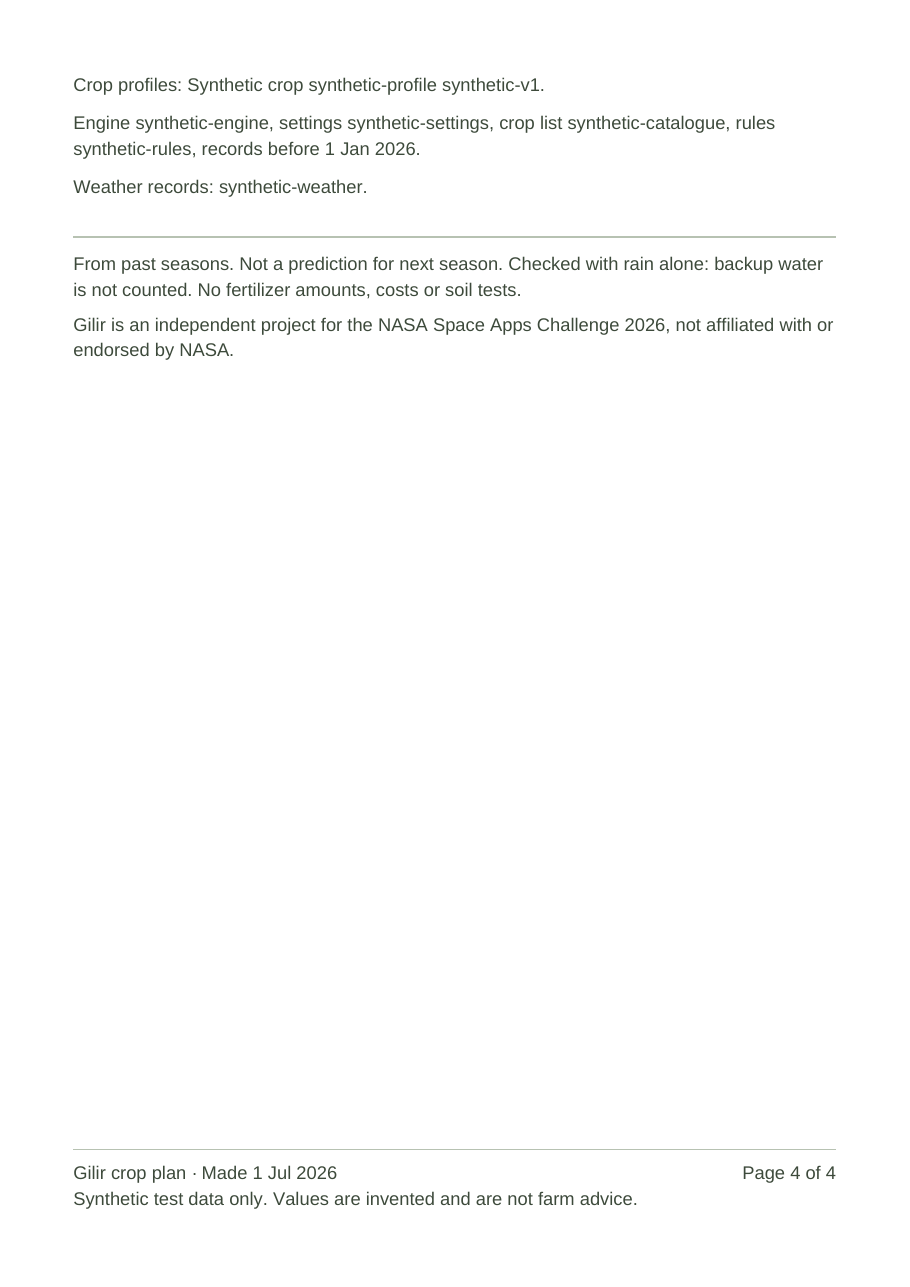 Crop profiles: Synthetic crop synthetic-profile synthetic-v1.
Engine synthetic-engine, settings synthetic-settings, crop list synthetic-catalogue, rules
synthetic-rules, records before 1 Jan 2026.
Weather records: synthetic-weather.
From past seasons. Not a prediction for next season. Checked with rain alone: backup water
is not counted. No fertilizer amounts, costs or soil tests.
Gilir is an independent project for the NASA Space Apps Challenge 2026, not affiliated with or
endorsed by NASA.
Gilir crop plan · Made 1 Jul 2026 Page 4 of 4
Synthetic test data only. Values are invented and are not farm advice.